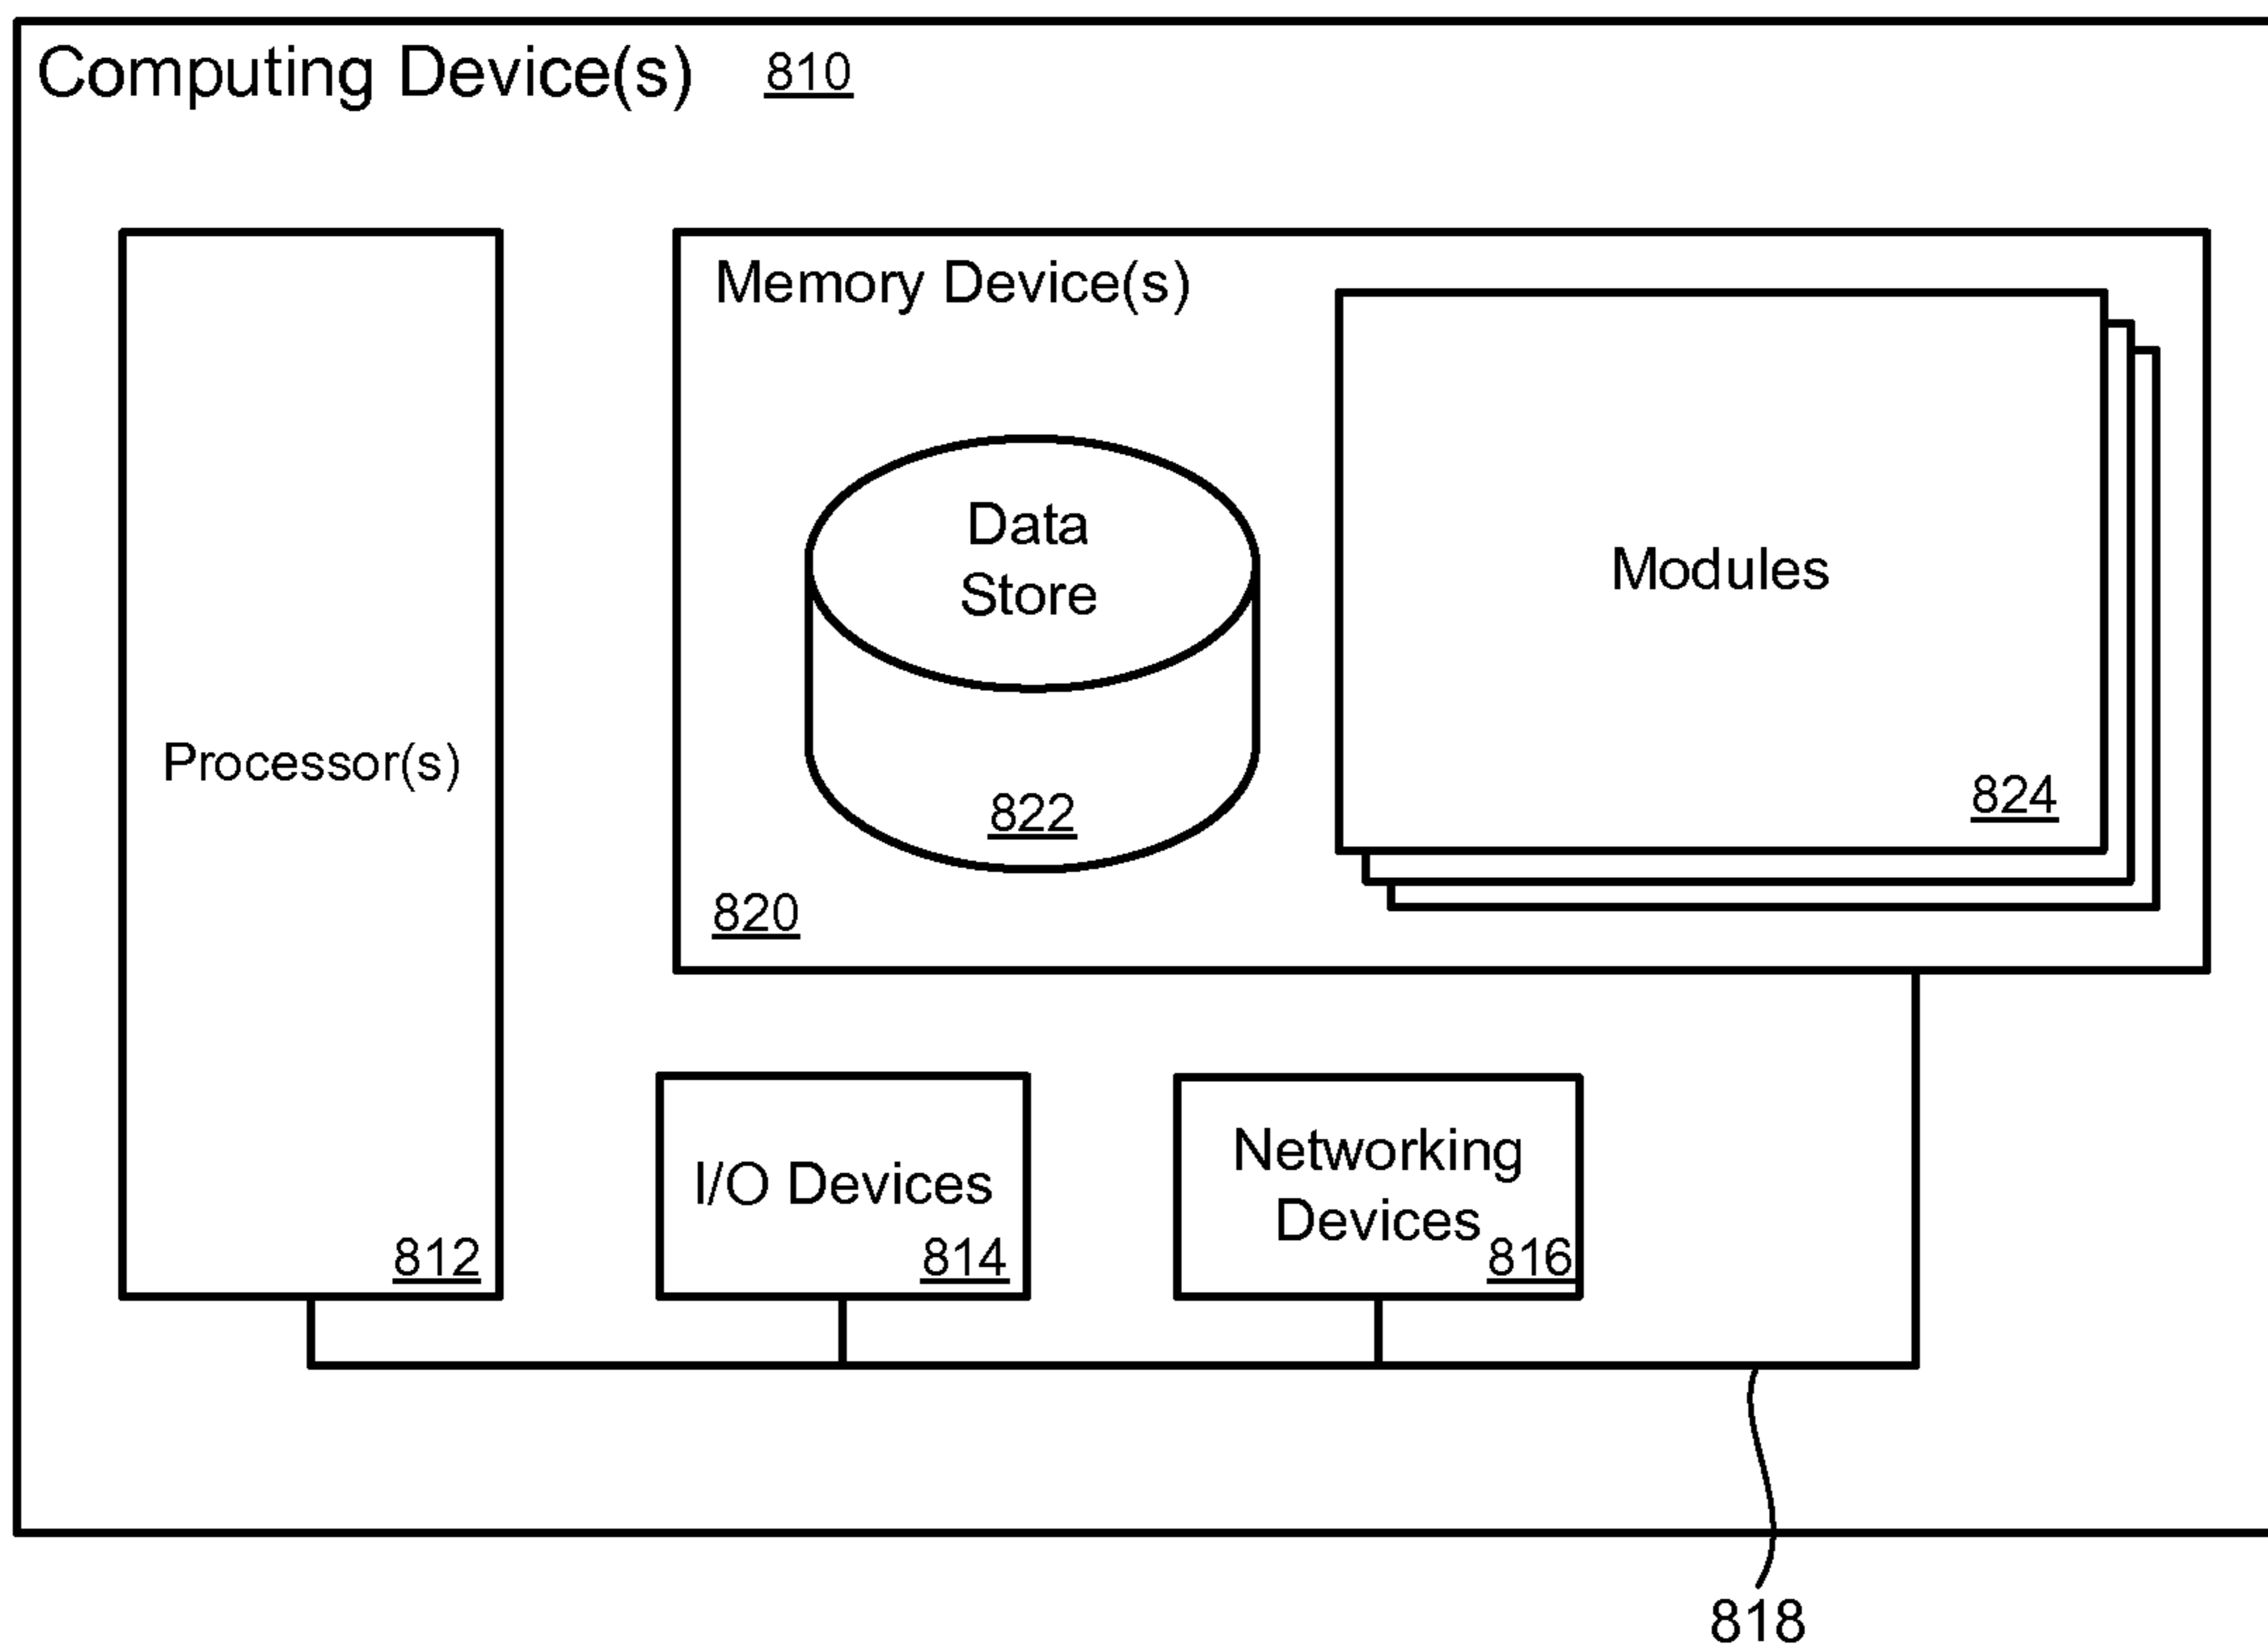 Computing Device(s) 810
Memory Device(s)
Data
Store
Modules
Processor(s)
824
822
820
Networking
I/O Devices
Devices
812
814
816
818